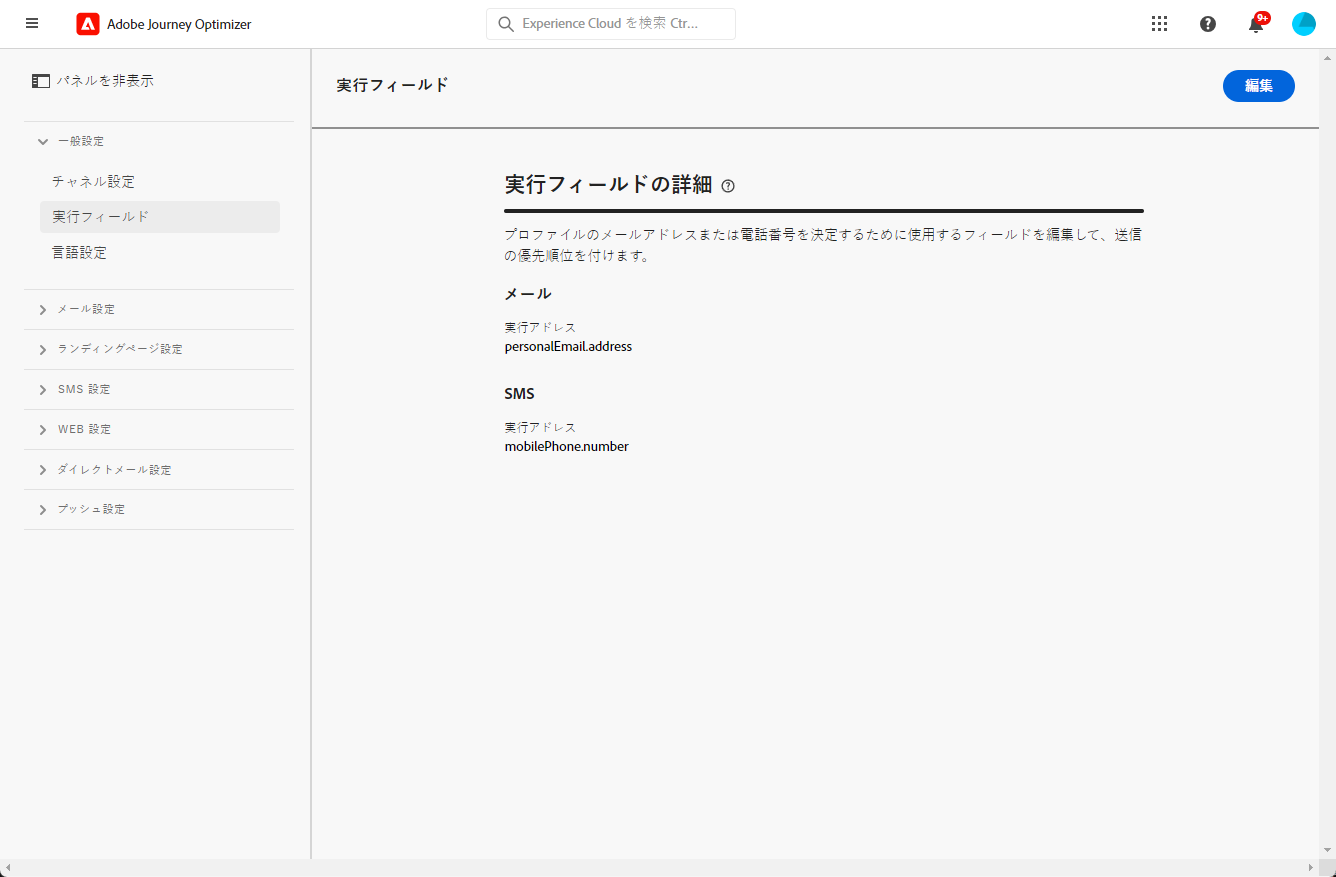 Adobe Journey Optimizer
Experience Cloud を検索 Ctr...
9+
パネルを非表示
一般設定
チャネル設定
実行フィールド
言語設定
メール設定
ランディングページ設定
SMS 設定
WEB 設定
ダイレクトメール設定
プッシュ設定
実行フィールド
編集
実行フィールドの詳細
プロファイルのメールアドレスまたは電話番号を決定するために使用するフィールドを編集して、送信
の優先順位を付けます。
メール
実行アドレス
personalEmail.address
SMS
実行アドレス
mobilePhone.number